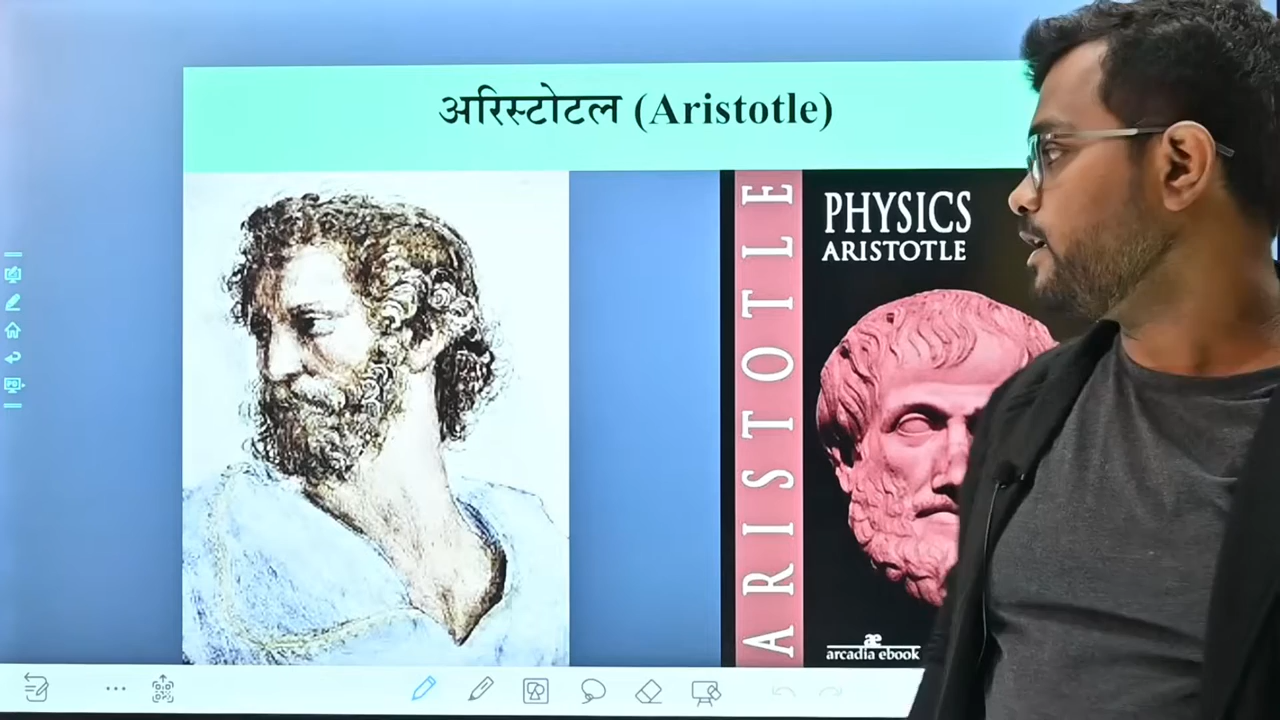 अरिस्टोटल (Aristotle)
ARISTOTLE
PHYSICS
ARISTOTLE
æ
arcadia ebook